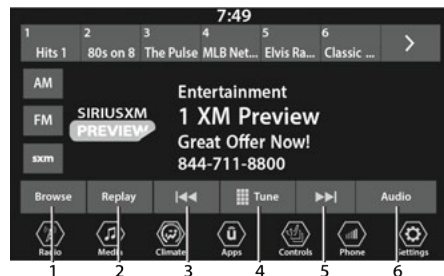 7:49
1 2 3 4 5 6
Hits 1 80s on 8 The Pulse MLB Net... Elvis Ra... Classic ...
AM
FM
sxm
SIRIUSXM
PREVIEW
Entertainment
1 XM Preview
Great Offer Now!
844-711-8800
Browse Replay Tune Audio
Radio Media Climate Apps Controls Phone Settings
1 2 3 4 5 6